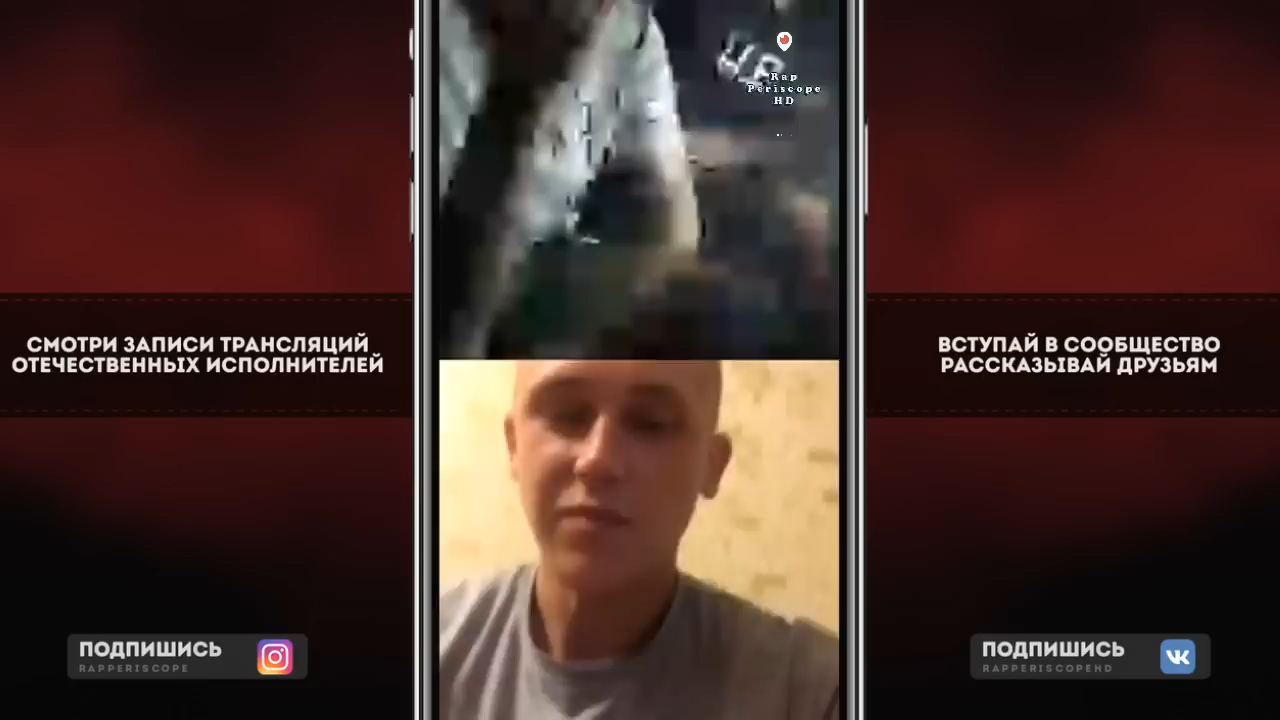 Rap
Periscope
HD
СМОТРИ ЗАПИСИ ТРАНСЛЯЦИЙ
ОТЕЧЕСТВЕННЫХ ИСПОЛНИТЕЛЕЙ
ВСТУПАЙ В СООБЩЕСТВО
РАССКАЗЫВАЙ ДРУЗЬЯМ
ПОДПИШИСЬ
RAPPERISCOPE
ПОДПИШИСЬ
RAPPERISCOPEHD